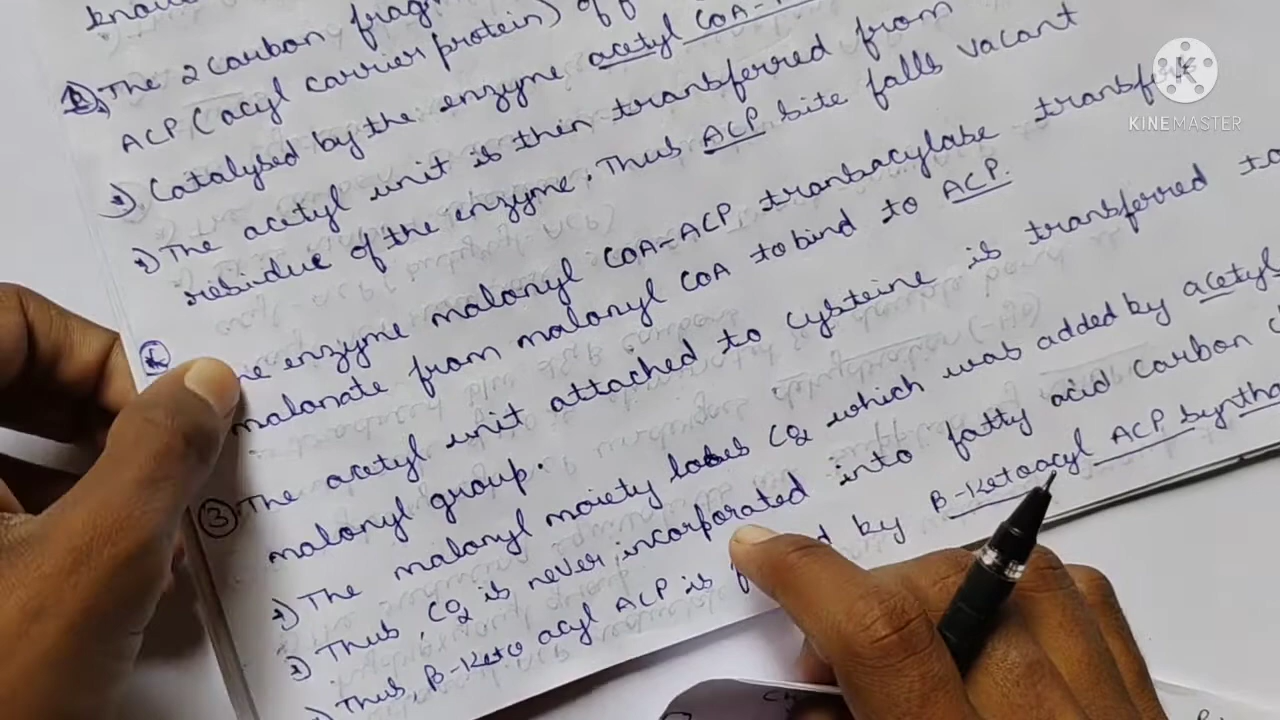 The 2 carbon
ACP (acyl carrier protein) of
Catalysed by the enzyme acetyl COA-
The acetyl unit is then transferred from
residue of the enzyme. Thus ACP site falls vacant
enzyme malonyl COA-ACP transacylase transfers
malonate from malonyl COA to bind to ACP.
③ The acetyl unit attached to cysteine is transferred to
malonyl group.
The malonyl moiety loses CO2 which was added by acetyl
Thus, CO2 is never incorporated into fatty acid carbon
Thus, β-Keto acyl ACP is by β-Ketoacyl ACP syntha
K
KINEMASTER